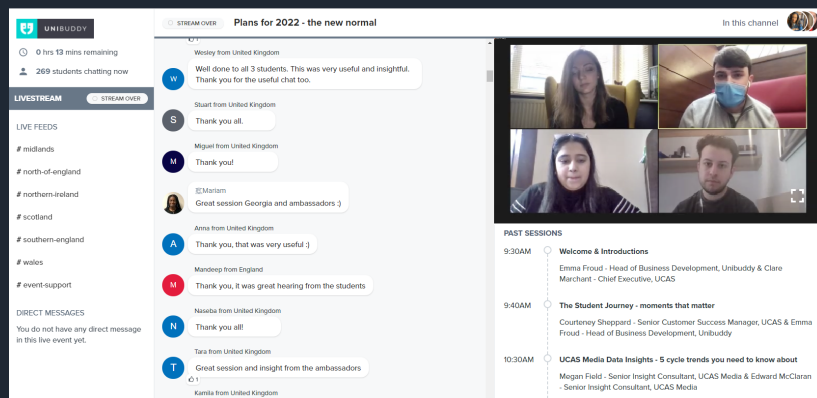 UNIBUDDY
0 hrs 13 mins remaining
269 students chatting now
LIVESTREAM
STREAM OVER
LIVE FEEDS
# midlands
# north-of-england
# northern-ireland
# scotland
# southern-england
# wales
# event-support
DIRECT MESSAGES
You do not have any direct message
in this live event yet.
STREAM OVER
Plans for 2022 - the new normal
In this channel
1
Wesley from United Kingdom
W
Well done to all 3 students. This was very useful and insightful.
Thank you for the useful chat too.
Stuart from United Kingdom
S
Thank you all.
Miguel from United Kingdom
M
Thank you!
Mariam
Great session Georgia and ambassadors :)
Anna from United Kingdom
A
Thank you, that was very useful :)
Mandeep from England
M
Thank you, it was great hearing from the students
Naseba from United Kingdom
N
Thank you all!
Tara from United Kingdom
T
Great session and insight from the ambassadors
1
Kamila from United Kingdom
PAST SESSIONS
9:30AM
Welcome & Introductions
Emma Froud - Head of Business Development, Unibuddy & Clare
Marchant - Chief Executive, UCAS
9:40AM
The Student Journey - moments that matter
Courteney Sheppard - Senior Customer Success Manager, UCAS & Emma
Froud - Head of Business Development, Unibuddy
10:30AM
UCAS Media Data Insights - 5 cycle trends you need to know about
Megan Field - Senior Insight Consultant, UCAS Media & Edward McClaran
- Senior Insight Consultant, UCAS Media